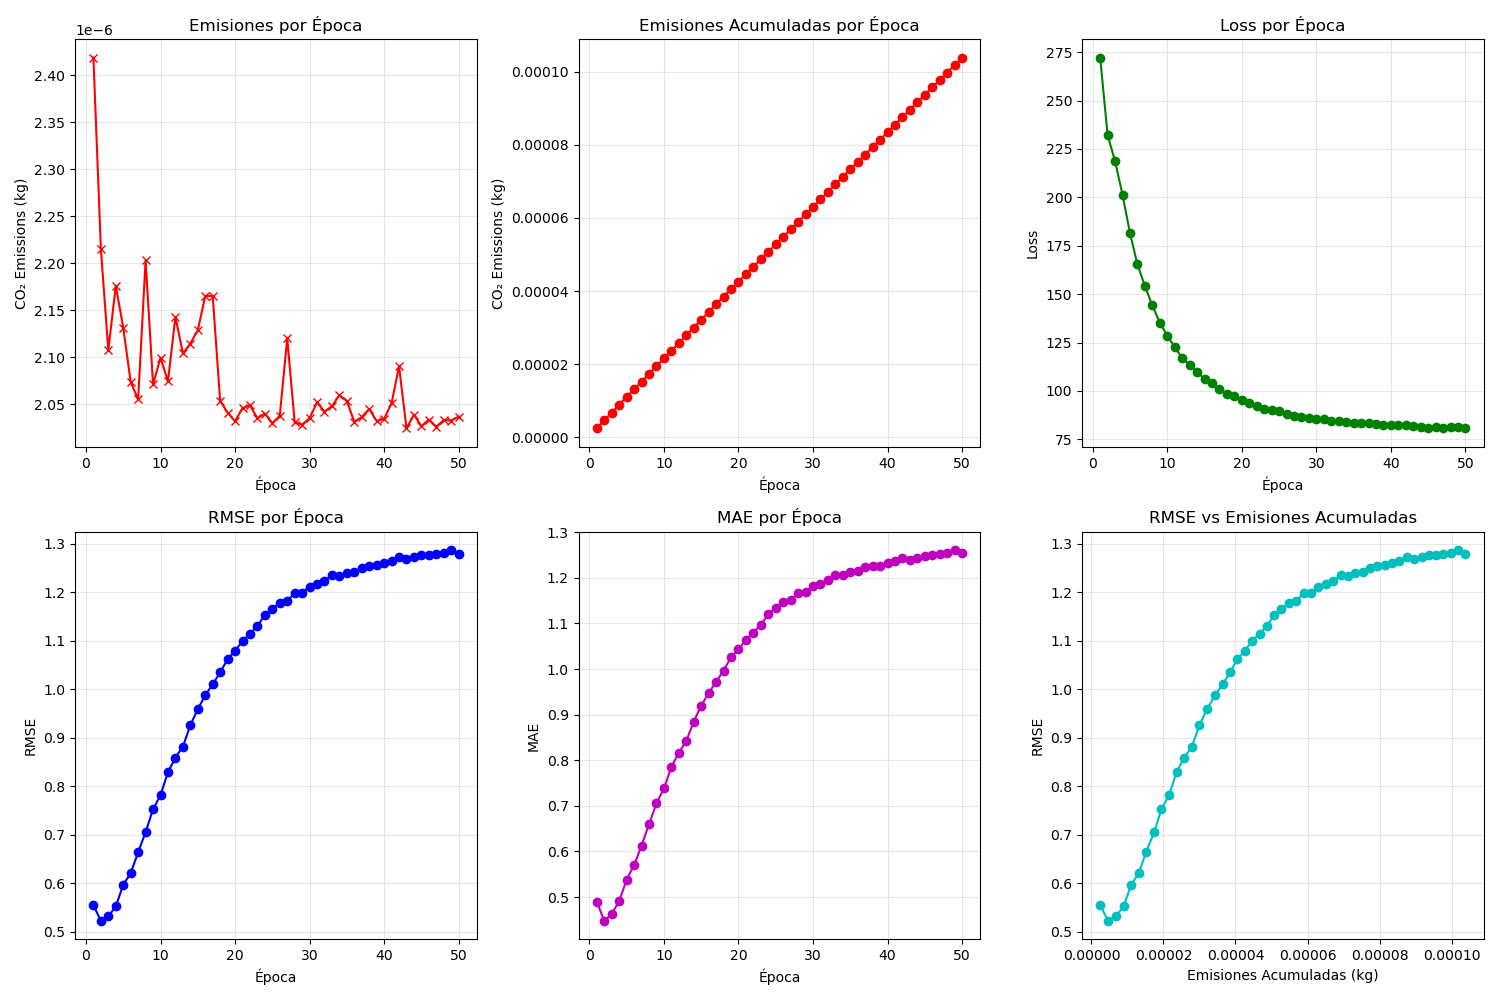 Emisiones por Época
1e−6
2.40
2.35
2.30
2.25
2.20
2.15
2.10
2.05
CO₂ Emissions (kg)
0 10 20 30 40 50
Época
Emisiones Acumuladas por Época
0.00010
0.00008
0.00006
0.00004
0.00002
0.00000
CO₂ Emissions (kg)
0 10 20 30 40 50
Época
Loss por Época
275
250
225
200
175
150
125
100
75
Loss
0 10 20 30 40 50
Época
RMSE por Época
1.3
1.2
1.1
1.0
0.9
0.8
0.7
0.6
0.5
RMSE
0 10 20 30 40 50
Época
MAE por Época
1.3
1.2
1.1
1.0
0.9
0.8
0.7
0.6
0.5
MAE
0 10 20 30 40 50
Época
RMSE vs Emisiones Acumuladas
1.3
1.2
1.1
1.0
0.9
0.8
0.7
0.6
0.5
RMSE
0.00000 0.00002 0.00004 0.00006 0.00008 0.00010
Emisiones Acumuladas (kg)